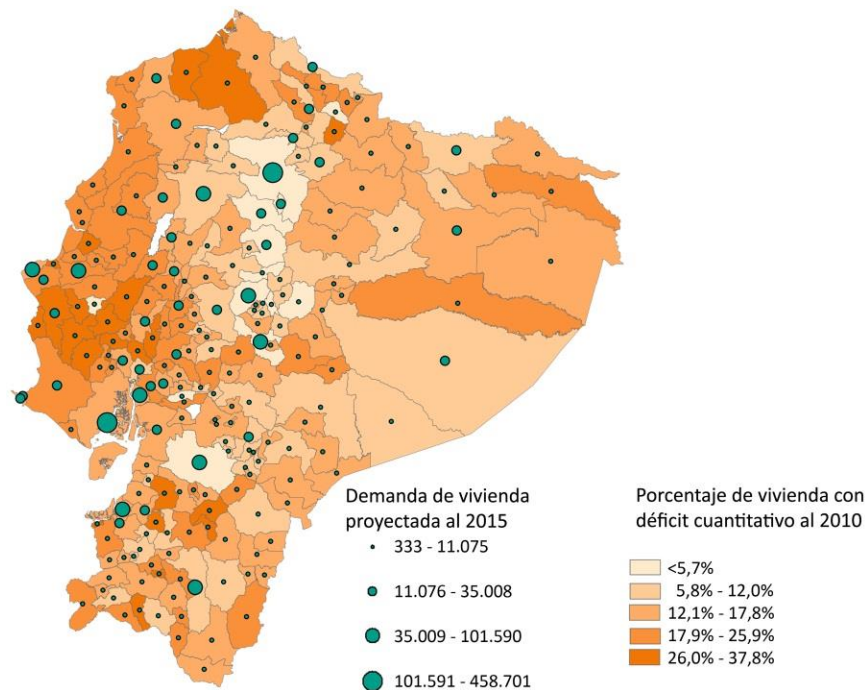 Demanda de vivienda
proyectada al 2015
333 - 11.075
11.076 - 35.008
35.009 - 101.590
101.591 - 458.701
Porcentaje de vivienda con
déficit cuantitativo al 2010
<5,7%
5,8% - 12,0%
12,1% - 17,8%
17,9% - 25,9%
26,0% - 37,8%